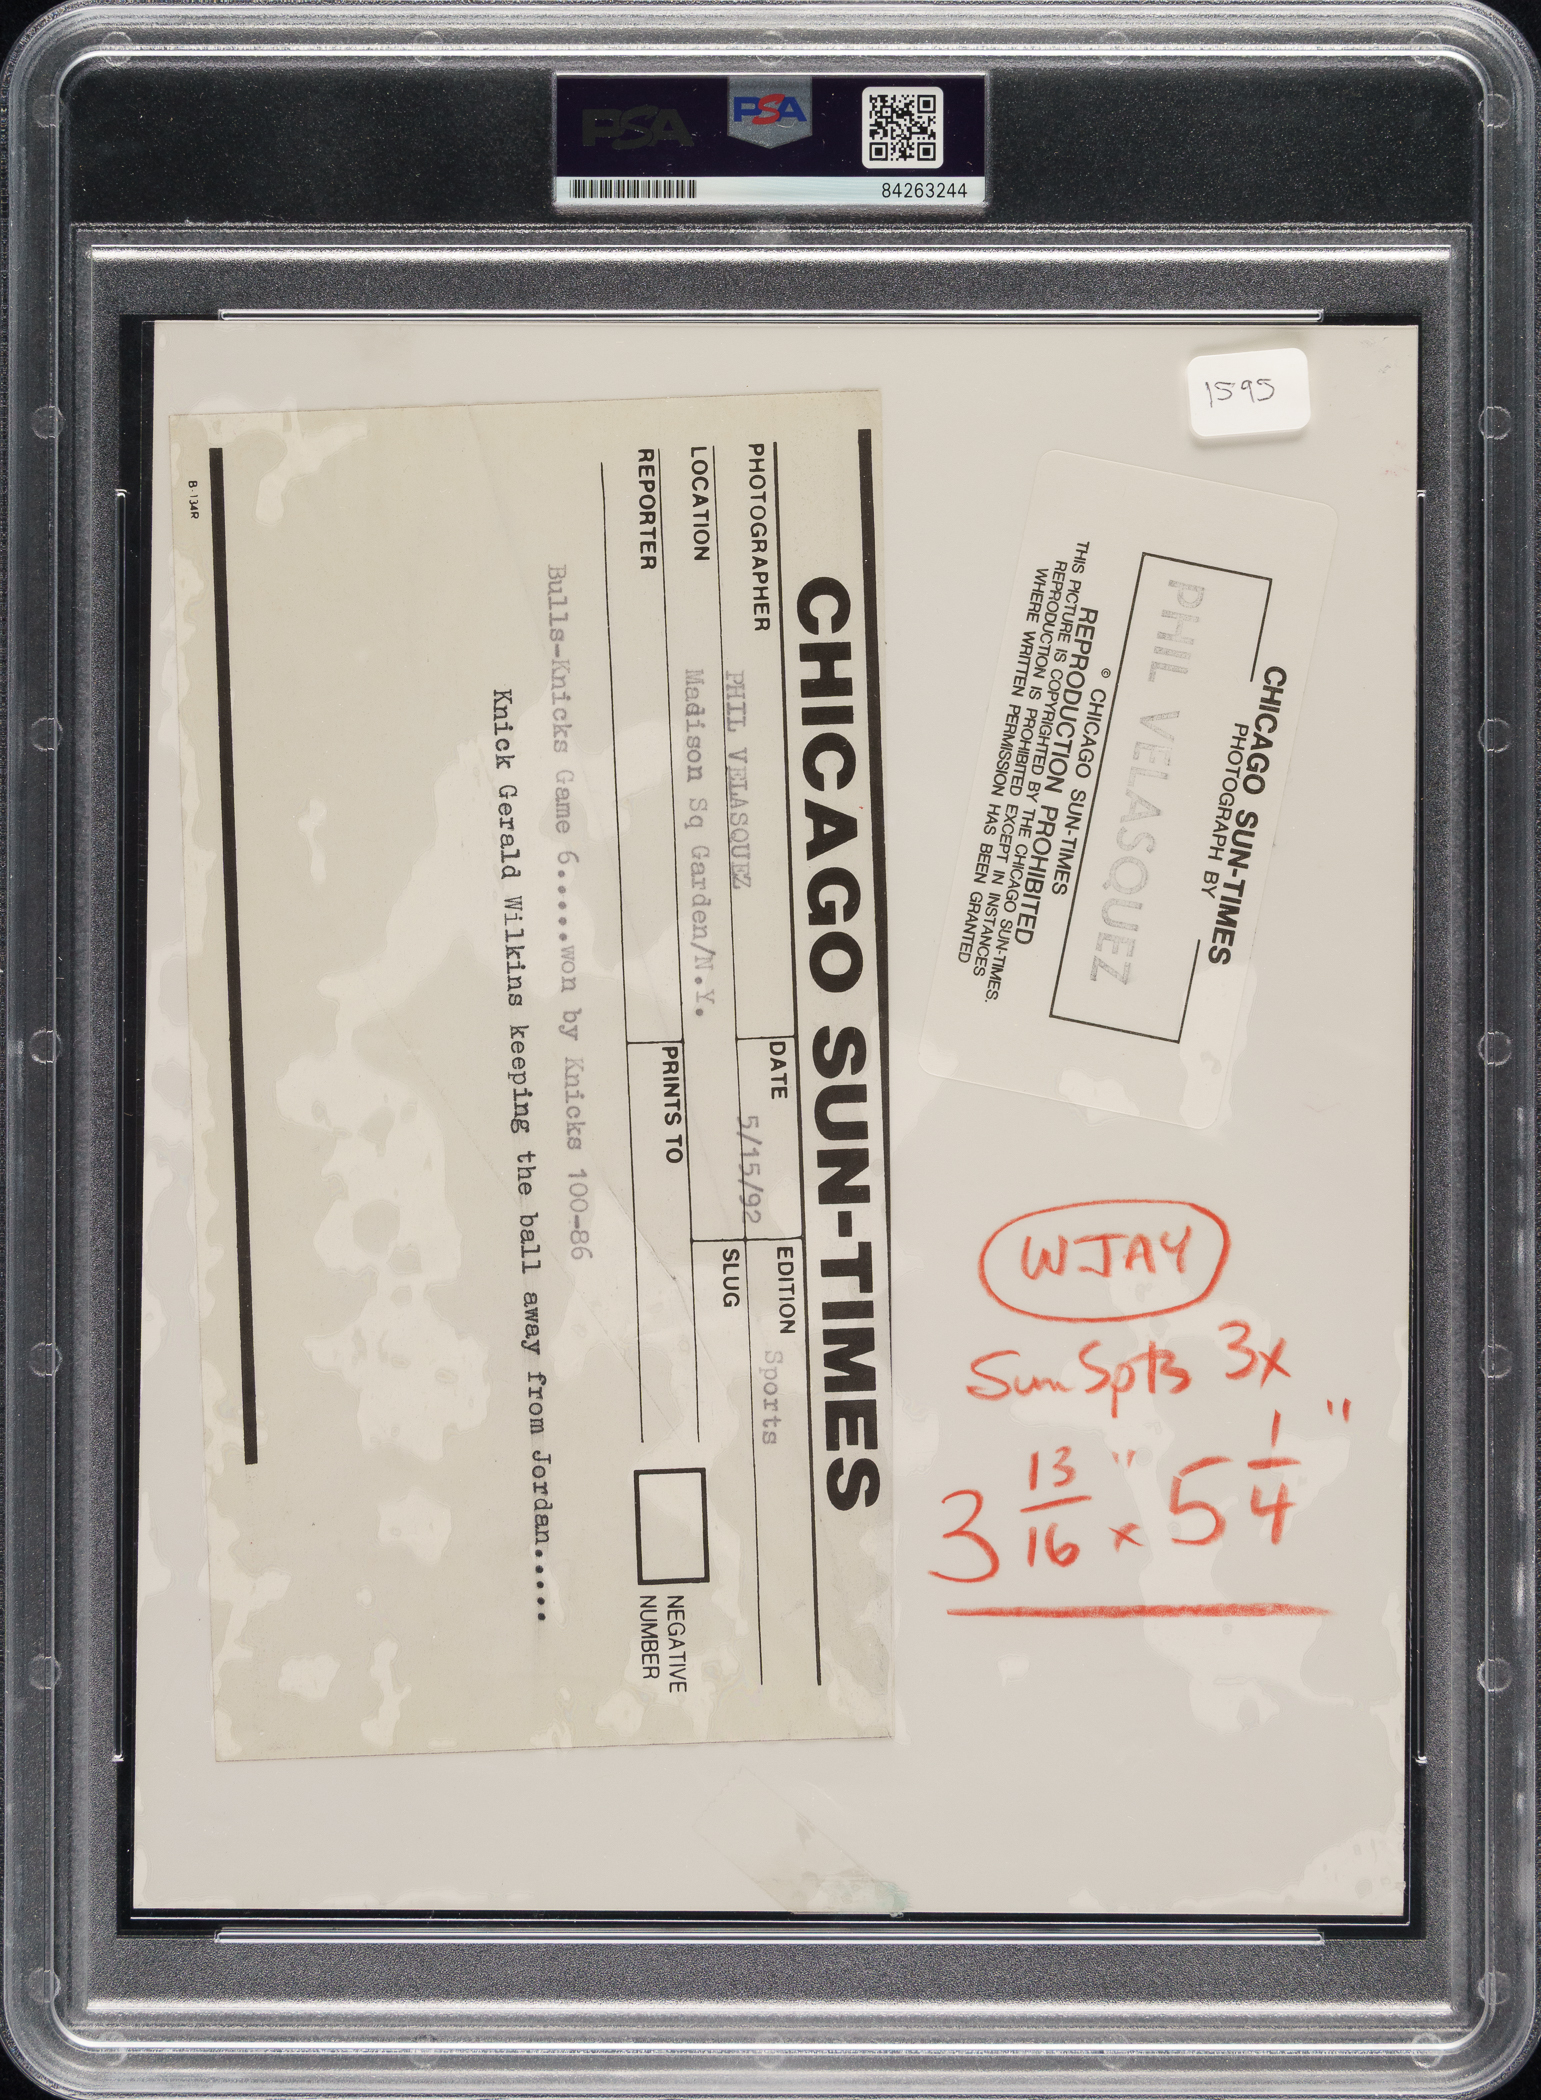 PSA
PSA
84263244
1595
CHICAGO SUN-TIMES
PHOTOGRAPH BY
PHIL VELASQUEZ
© CHICAGO SUN-TIMES
REPRODUCTION PROHIBITED
THIS PICTURE IS COPYRIGHTED BY THE CHICAGO SUN-TIMES.
REPRODUCTION IS PROHIBITED EXCEPT IN INSTANCES
WHERE WRITTEN PERMISSION HAS BEEN GRANTED
WJAY
Sun Spts 3x
3 13/16" x 5 1/4"
CHICAGO SUN-TIMES
PHOTOGRAPHER PHIL VELASQUEZ DATE 5/15/92 EDITION Sports
LOCATION Madison Sq Garden/N.Y. SLUG
REPORTER PRINTS TO NEGATIVE NUMBER
Bulls-Knicks Game 6......won by Knicks 100-86
Knick Gerald Wilkins keeping the ball away from Jordan.....
B-134R